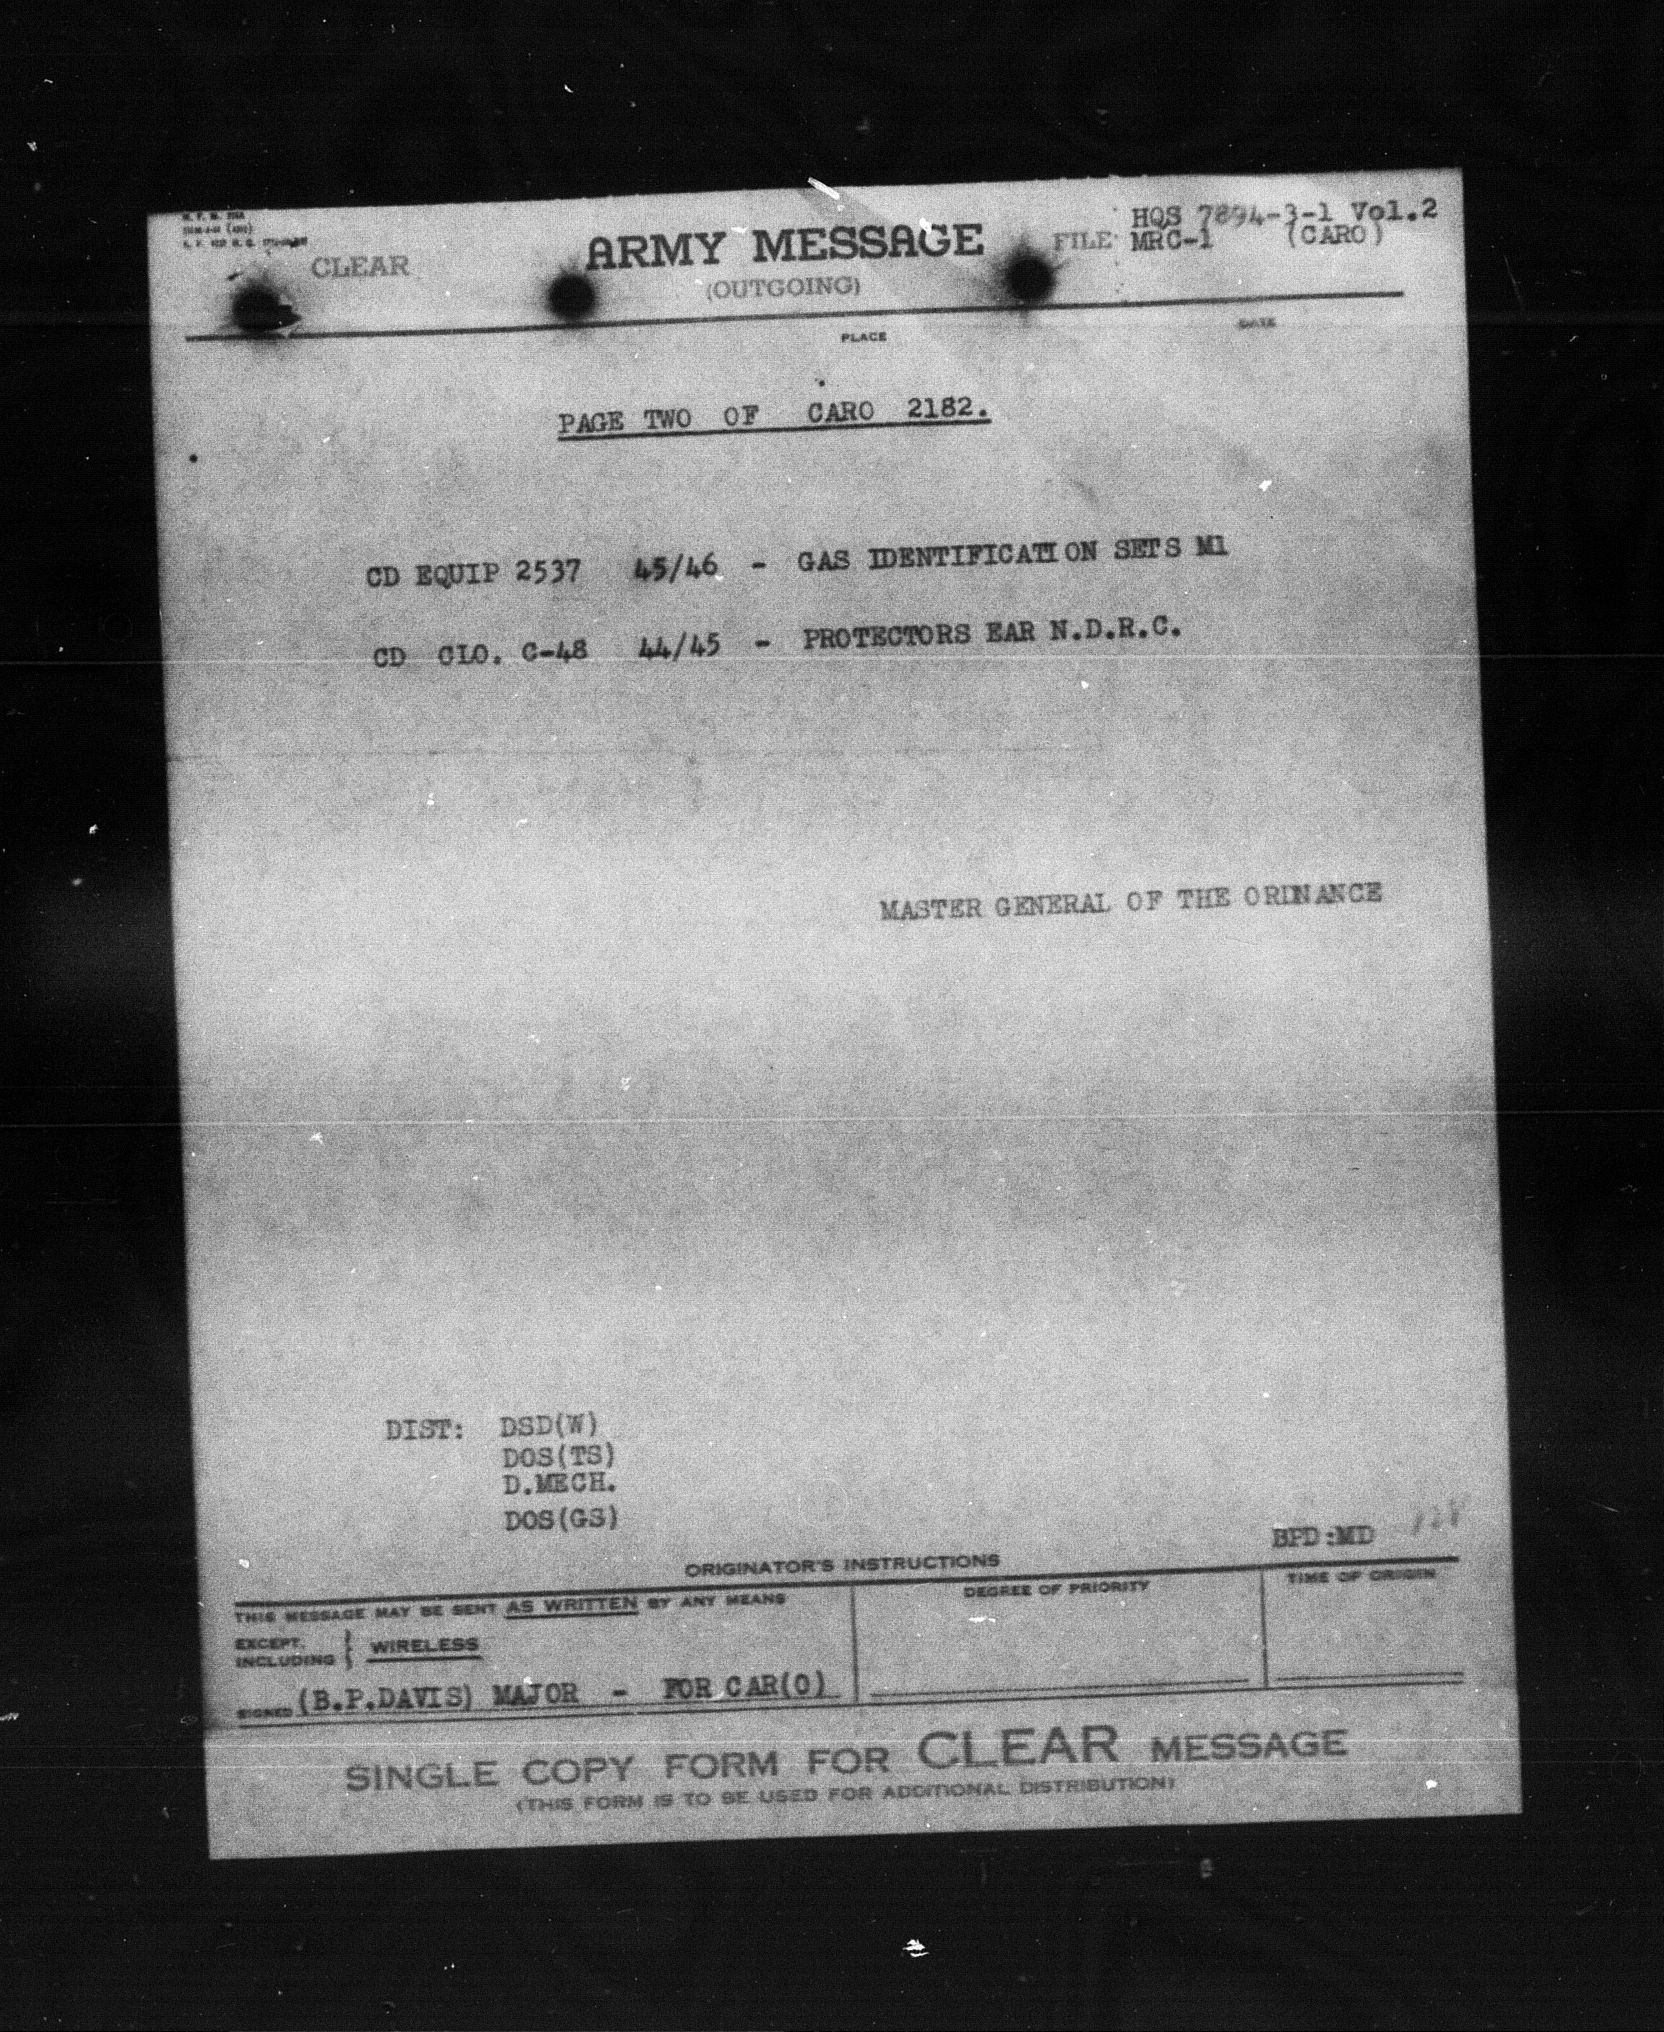 CLEAR
ARMY MESSAGE
(OUTGOING)
FILE
HQS 7894-3-1 Vol.2
MRC-1 (CARO)
PLACE
DATE
PAGE TWO OF CARO 2182.
CD EQUIP 2537 45/46 - GAS IDENTIFICATION SETS M1
CD CLO. C-48 44/45 - PROTECTORS EAR N.D.R.C.
MASTER GENERAL OF THE ORDNANCE
DIST: DSD(W)
DOS(TS)
D.MECH.
DOS(GS)
BPD:MD
ORIGINATOR'S INSTRUCTIONS
THIS MESSAGE MAY BE SENT AS WRITTEN BY ANY MEANS
DEGREE OF PRIORITY
TIME OF ORIGIN
EXCEPT.
INCLUDING } WIRELESS
SIGNED (B.P.DAVIS) MAJOR - FOR CAR(O)
SINGLE COPY FORM FOR CLEAR MESSAGE
(THIS FORM IS TO BE USED FOR ADDITIONAL DISTRIBUTION)